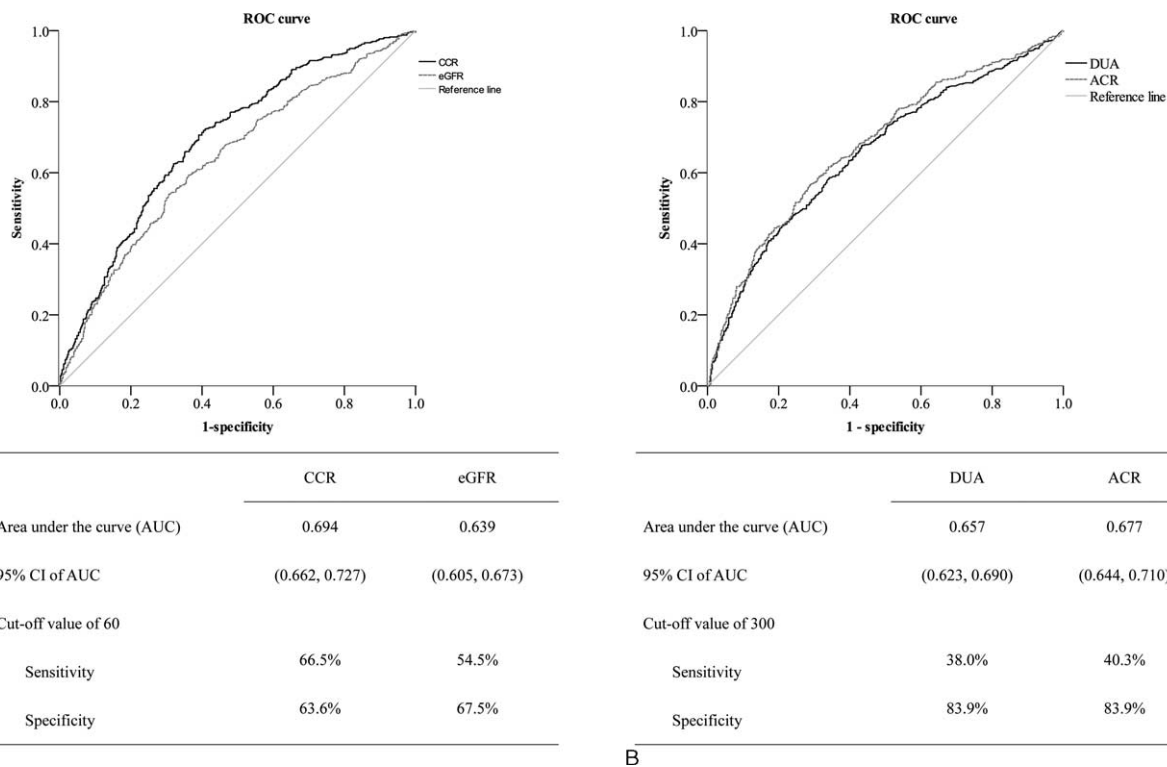 ROC curve
1.0
0.8
0.6
0.4
0.2
0.0
Sensitivity
CCR
eGFR
Reference line
0.0 0.2 0.4 0.6 0.8 1.0
1-specificity
CCR eGFR
Area under the curve (AUC) 0.694 0.639
95% CI of AUC (0.662, 0.727) (0.605, 0.673)
Cut-off value of 60
Sensitivity 66.5% 54.5%
Specificity 63.6% 67.5%
ROC curve
1.0
0.8
0.6
0.4
0.2
0.0
Sensitivity
DUA
ACR
Reference line
0.0 0.2 0.4 0.6 0.8 1.0
1 - specificity
DUA ACR
Area under the curve (AUC) 0.657 0.677
95% CI of AUC (0.623, 0.690) (0.644, 0.710)
Cut-off value of 300
Sensitivity 38.0% 40.3%
Specificity 83.9% 83.9%
B